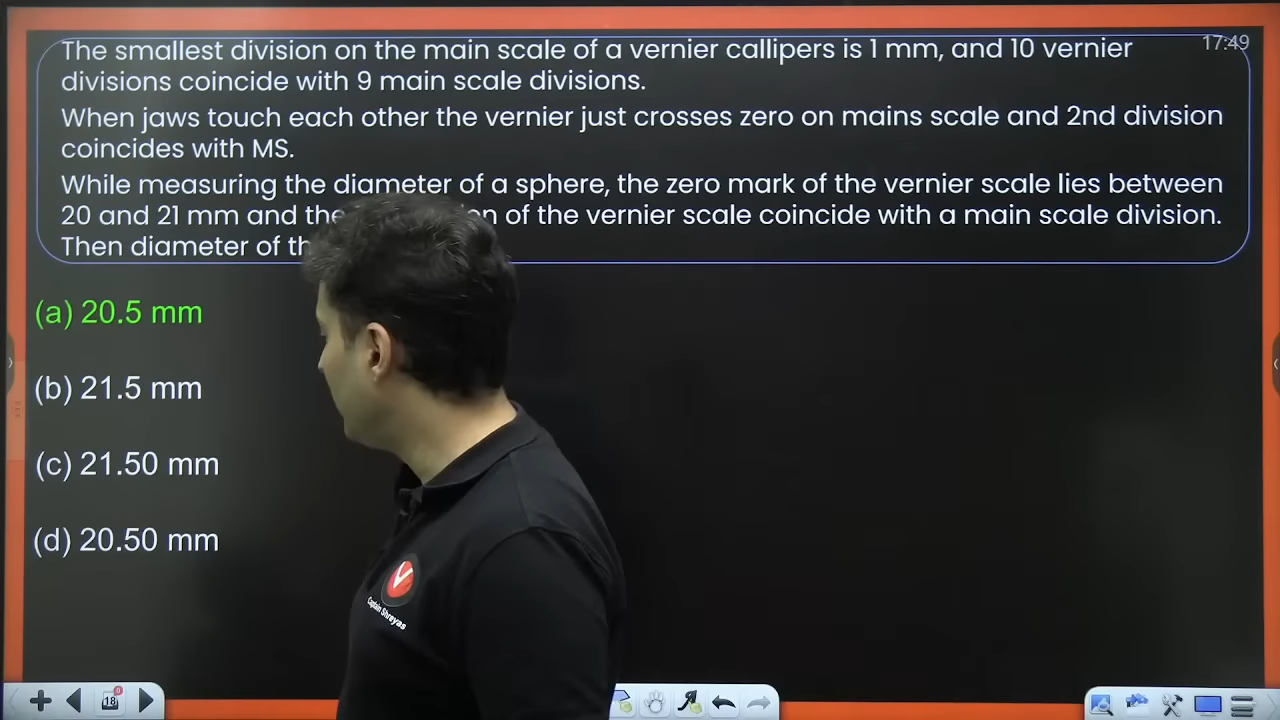 The smallest division on the main scale of a vernier callipers is 1 mm, and 10 vernier
17:49
divisions coincide with 9 main scale divisions.
When jaws touch each other the vernier just crosses zero on mains scale and 2nd division
coincides with MS.
While measuring the diameter of a sphere, the zero mark of the vernier scale lies between
20 and 21 mm and the of the vernier scale coincide with a main scale division.
Then diameter of
(a) 20.5 mm
(b) 21.5 mm
(c) 21.50 mm
(d) 20.50 mm
Captain Shreyas
18